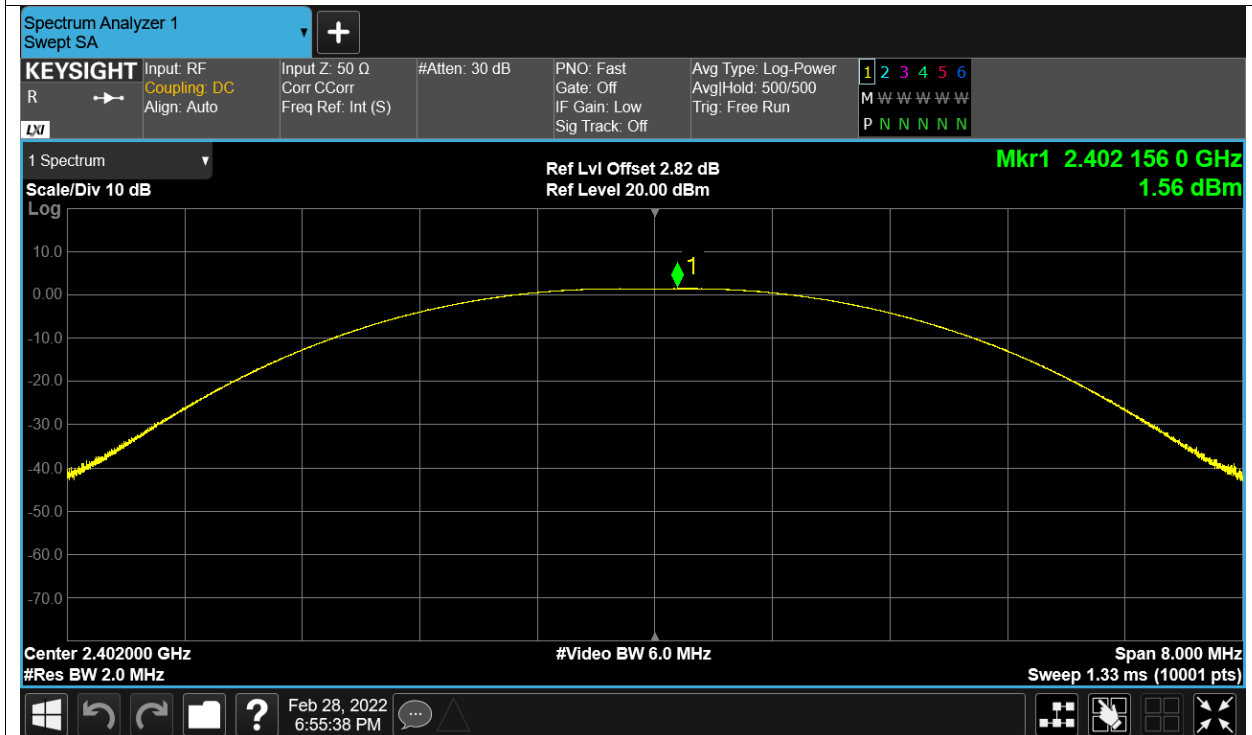 Spectrum Analyzer 1
Swept SA
+
KEYSIGHT
R
LXI
Input: RF
Coupling: DC
Align: Auto
Input Z: 50 Ω
Corr CCorr
Freq Ref: Int (S)
#Atten: 30 dB
PNO: Fast
Gate: Off
IF Gain: Low
Sig Track: Off
Avg Type: Log-Power
Avg|Hold: 500/500
Trig: Free Run
1 2 3 4 5 6
M W W W W W
P N N N N N
1 Spectrum
Scale/Div 10 dB
Log
Ref Lvl Offset 2.82 dB
Ref Level 20.00 dBm
Mkr1 2.402 156 0 GHz
1.56 dBm
10.0
1
0.00
-10.0
-20.0
-30.0
-40.0
-50.0
-60.0
-70.0
Center 2.402000 GHz
#Video BW 6.0 MHz
Span 8.000 MHz
#Res BW 2.0 MHz
Sweep 1.33 ms (10001 pts)
?
Feb 28, 2022
6:55:38 PM